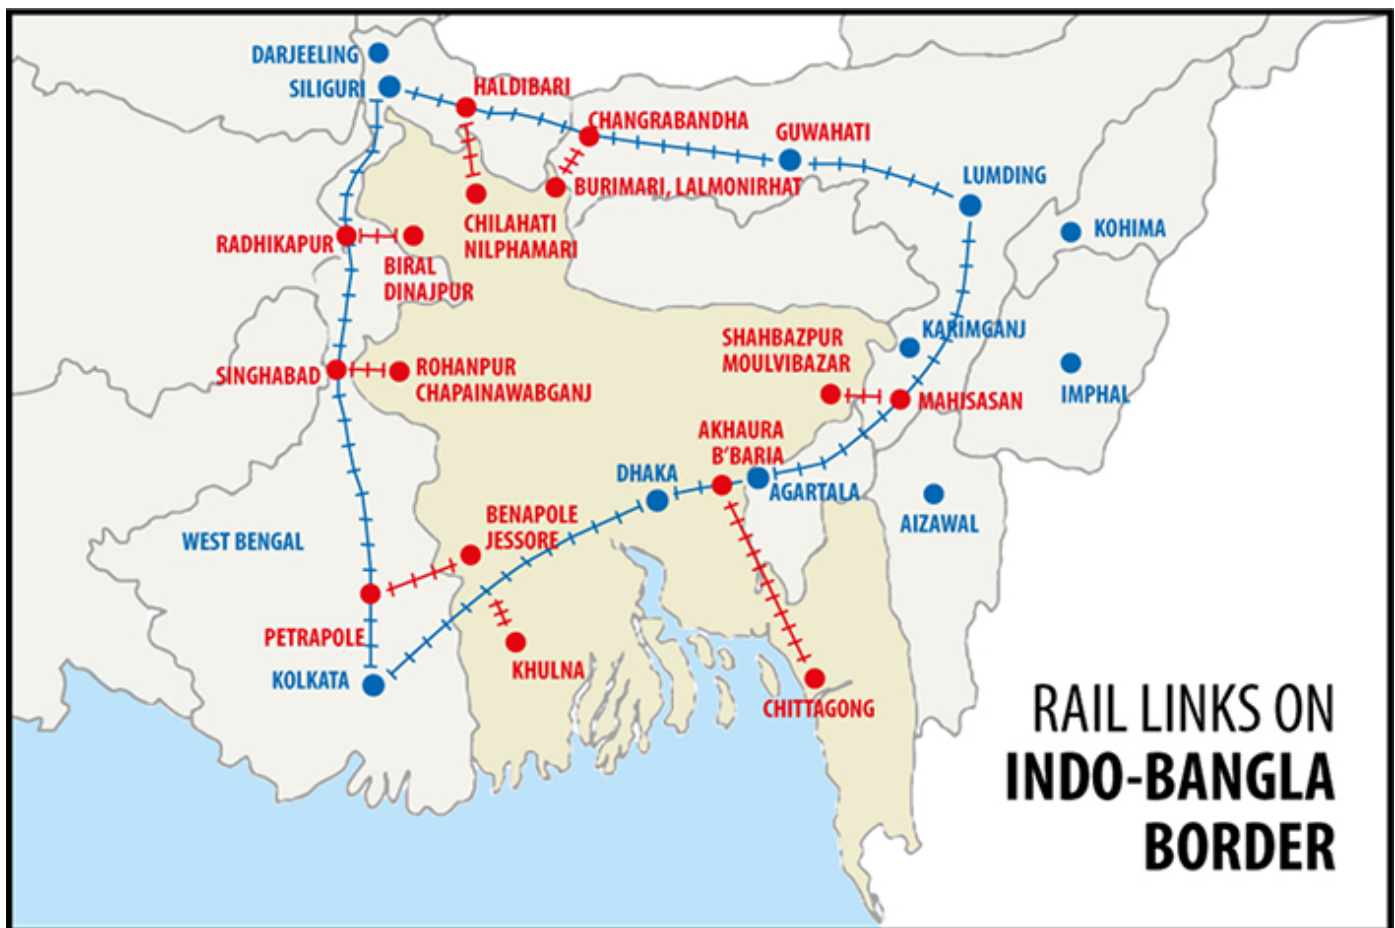 DARJEELING
SILIGURI
HALDIBARI
CHANGRABANDHA
GUWAHATI
LUMDING
BURIMARI, LALMONIRHAT
KOHIMA
CHILAHATI
NILPHAMARI
RADHIKAPUR
BIRAL
DINAJPUR
KARIMGANJ
SHAHBAZPUR
MOULVIBAZAR
SINGHABAD
ROHANPUR
CHAPAINAWABGANJ
IMPHAL
MAHISASAN
AKHAURA
B'BARIA
DHAKA
AGARTALA
AIZAWAL
BENAPOLE
JESSORE
WEST BENGAL
PETRAPOLE
KHULNA
KOLKATA
CHITTAGONG
RAIL LINKS ON
INDO-BANGLA
BORDER